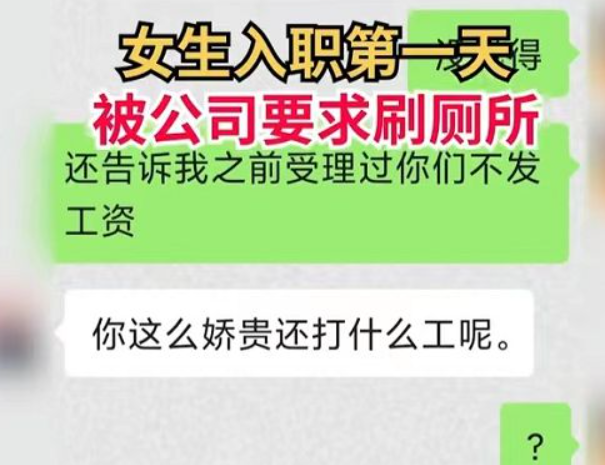 女生入职第一天
得
被公司要求刷厕所
还告诉我之前受理过你们不发
工资
你这么娇贵还打什么工呢。
？